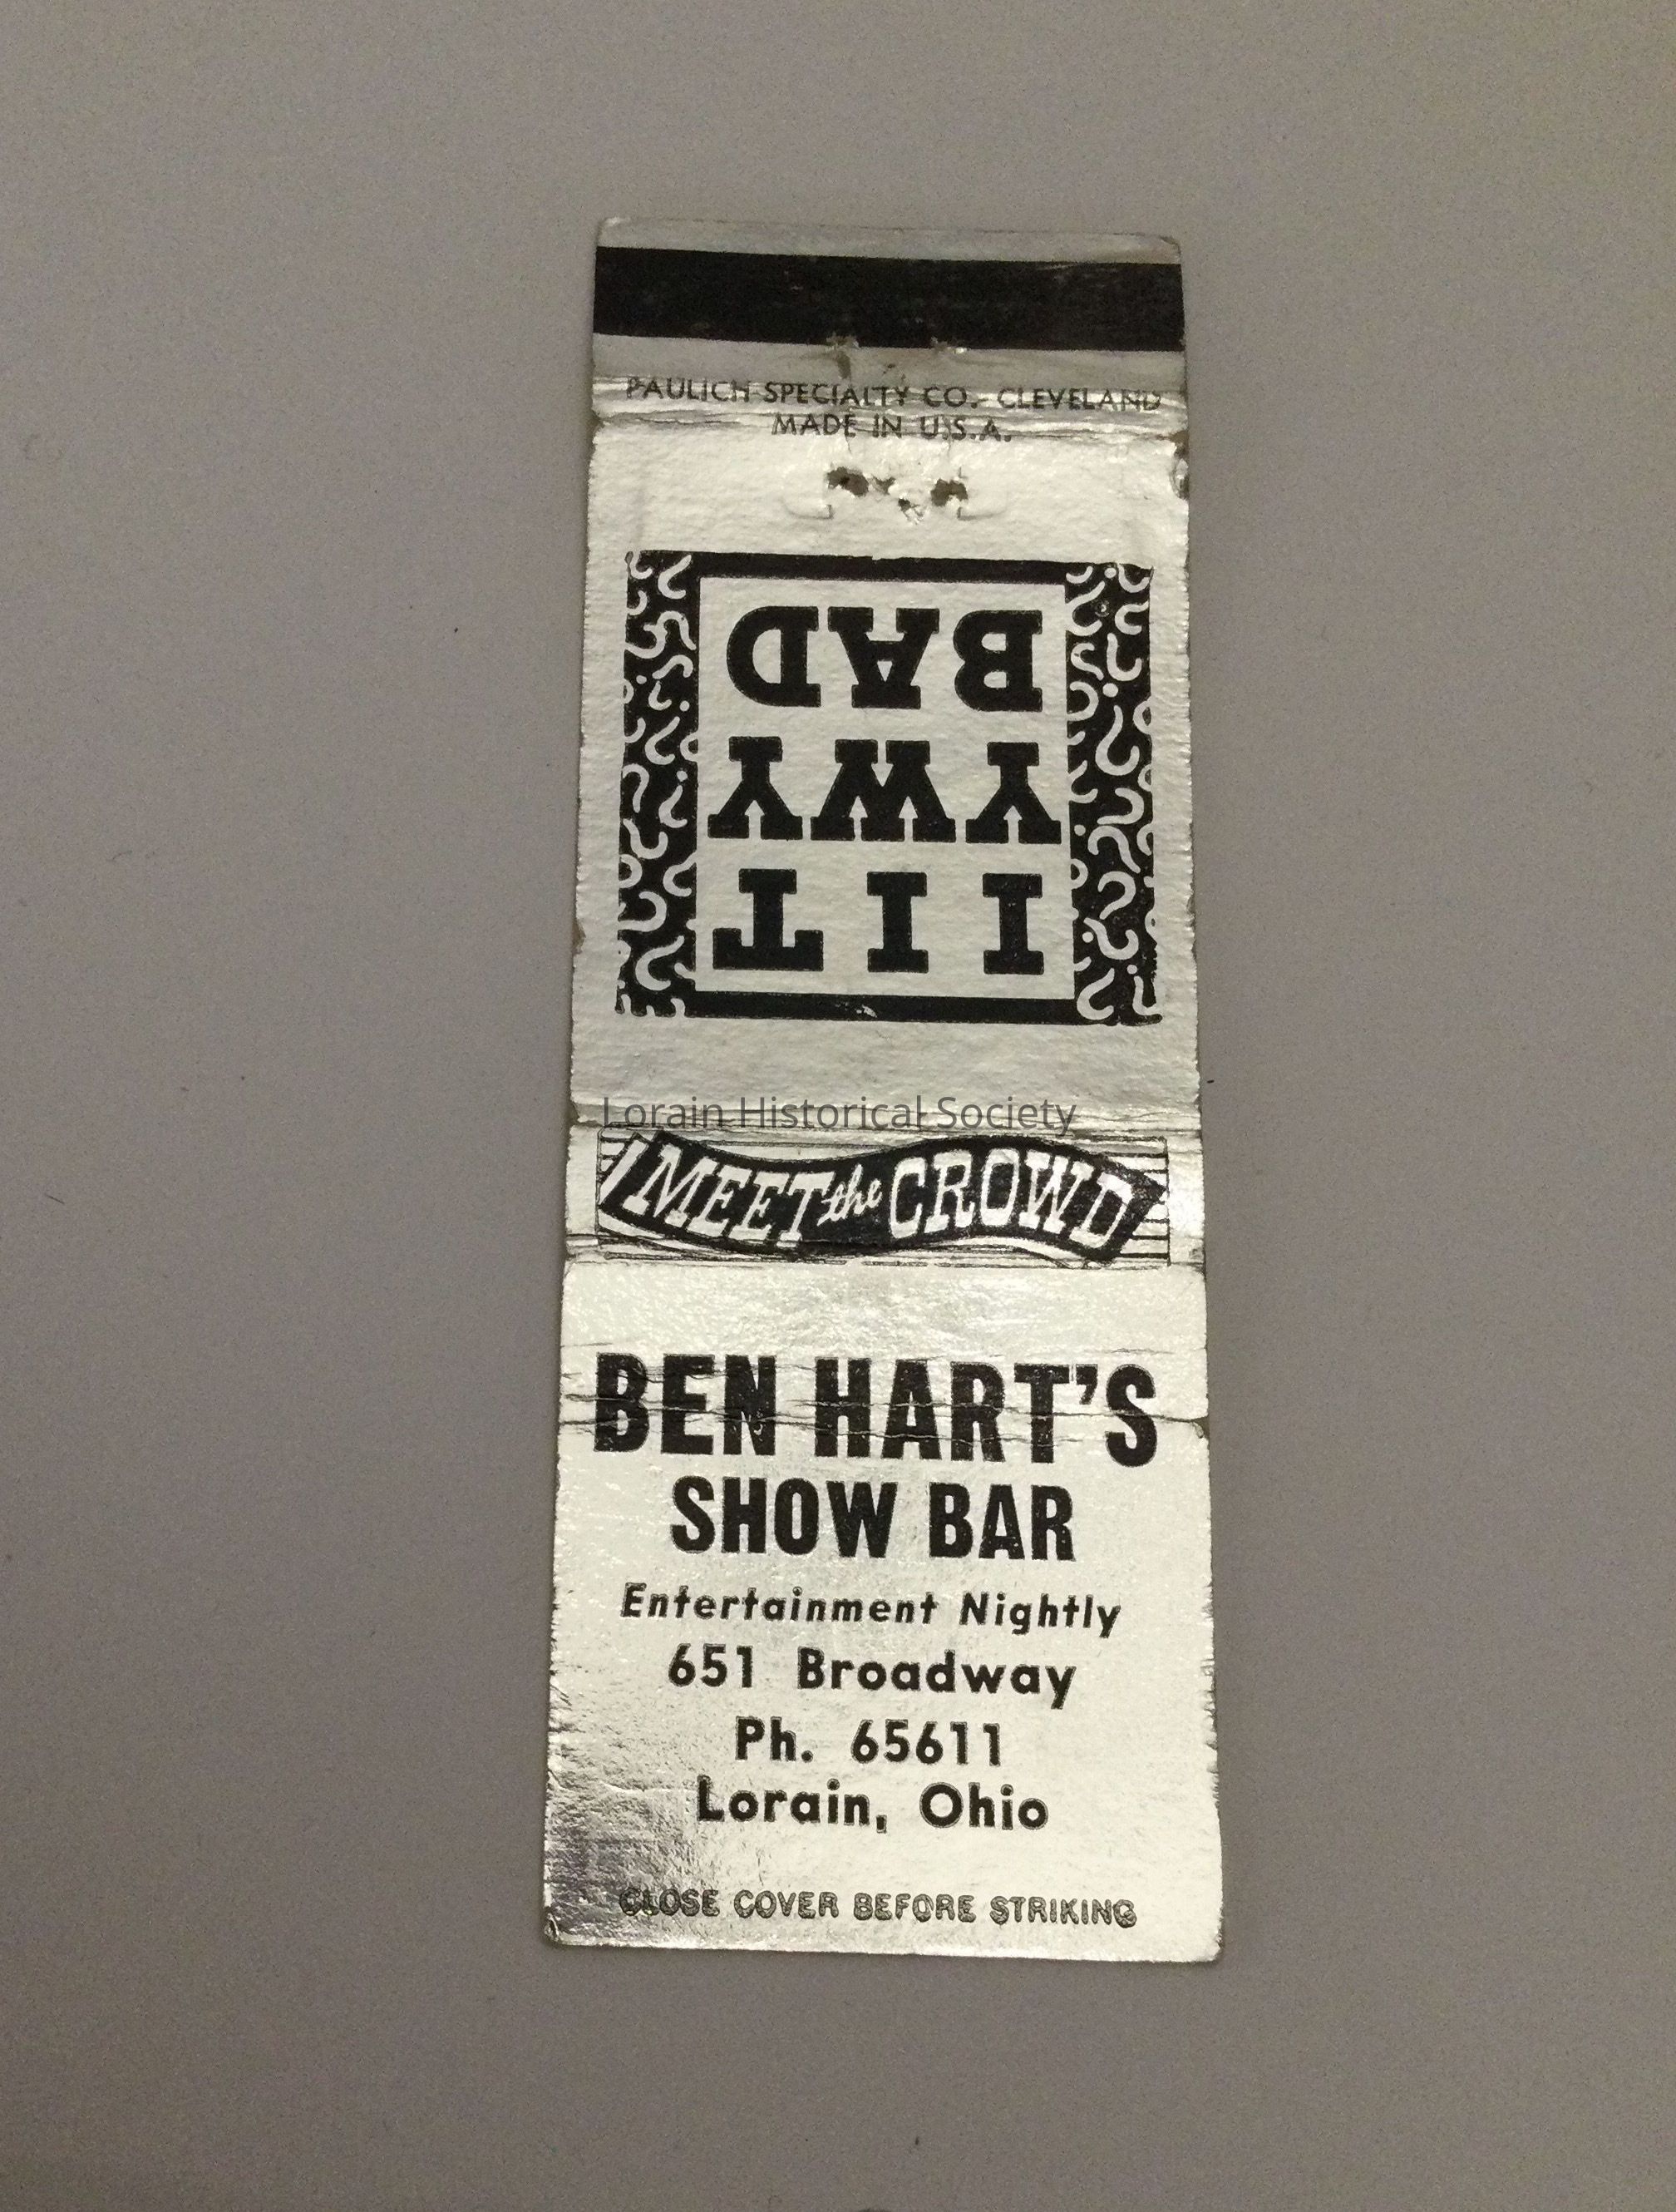 PAULICH SPECIALTY CO. CLEVELAND
MADE IN U.S.A.
IIT
YWY
BAD
Lorain Historical Society
MEET the CROWD
BEN HART'S
SHOW BAR
Entertainment Nightly
651 Broadway
Ph. 65611
Lorain, Ohio
CLOSE COVER BEFORE STRIKING